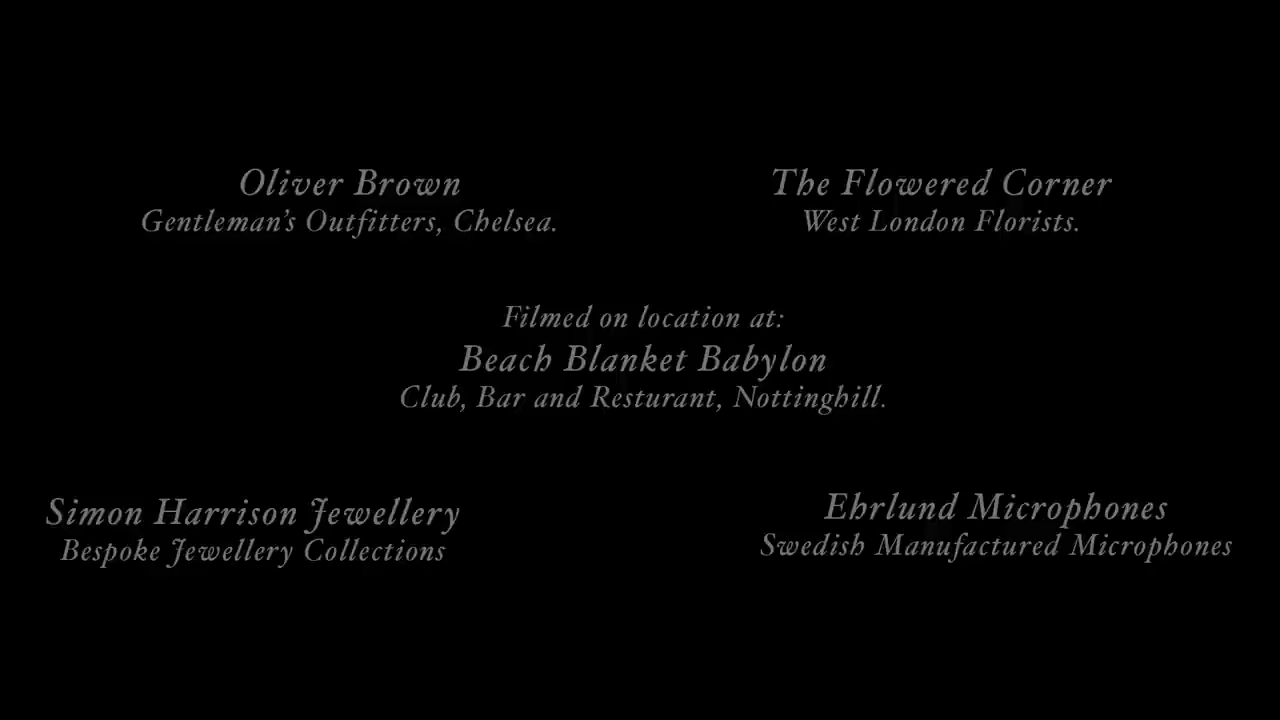 Oliver Brown
Gentleman's Outfitters, Chelsea.
The Flowered Corner
West London Florists.
Filmed on location at:
Beach Blanket Babylon
Club, Bar and Resturant, Nottinghill.
Simon Harrison Jewellery
Bespoke Jewellery Collections
Ehrlund Microphones
Swedish Manufactured Microphones